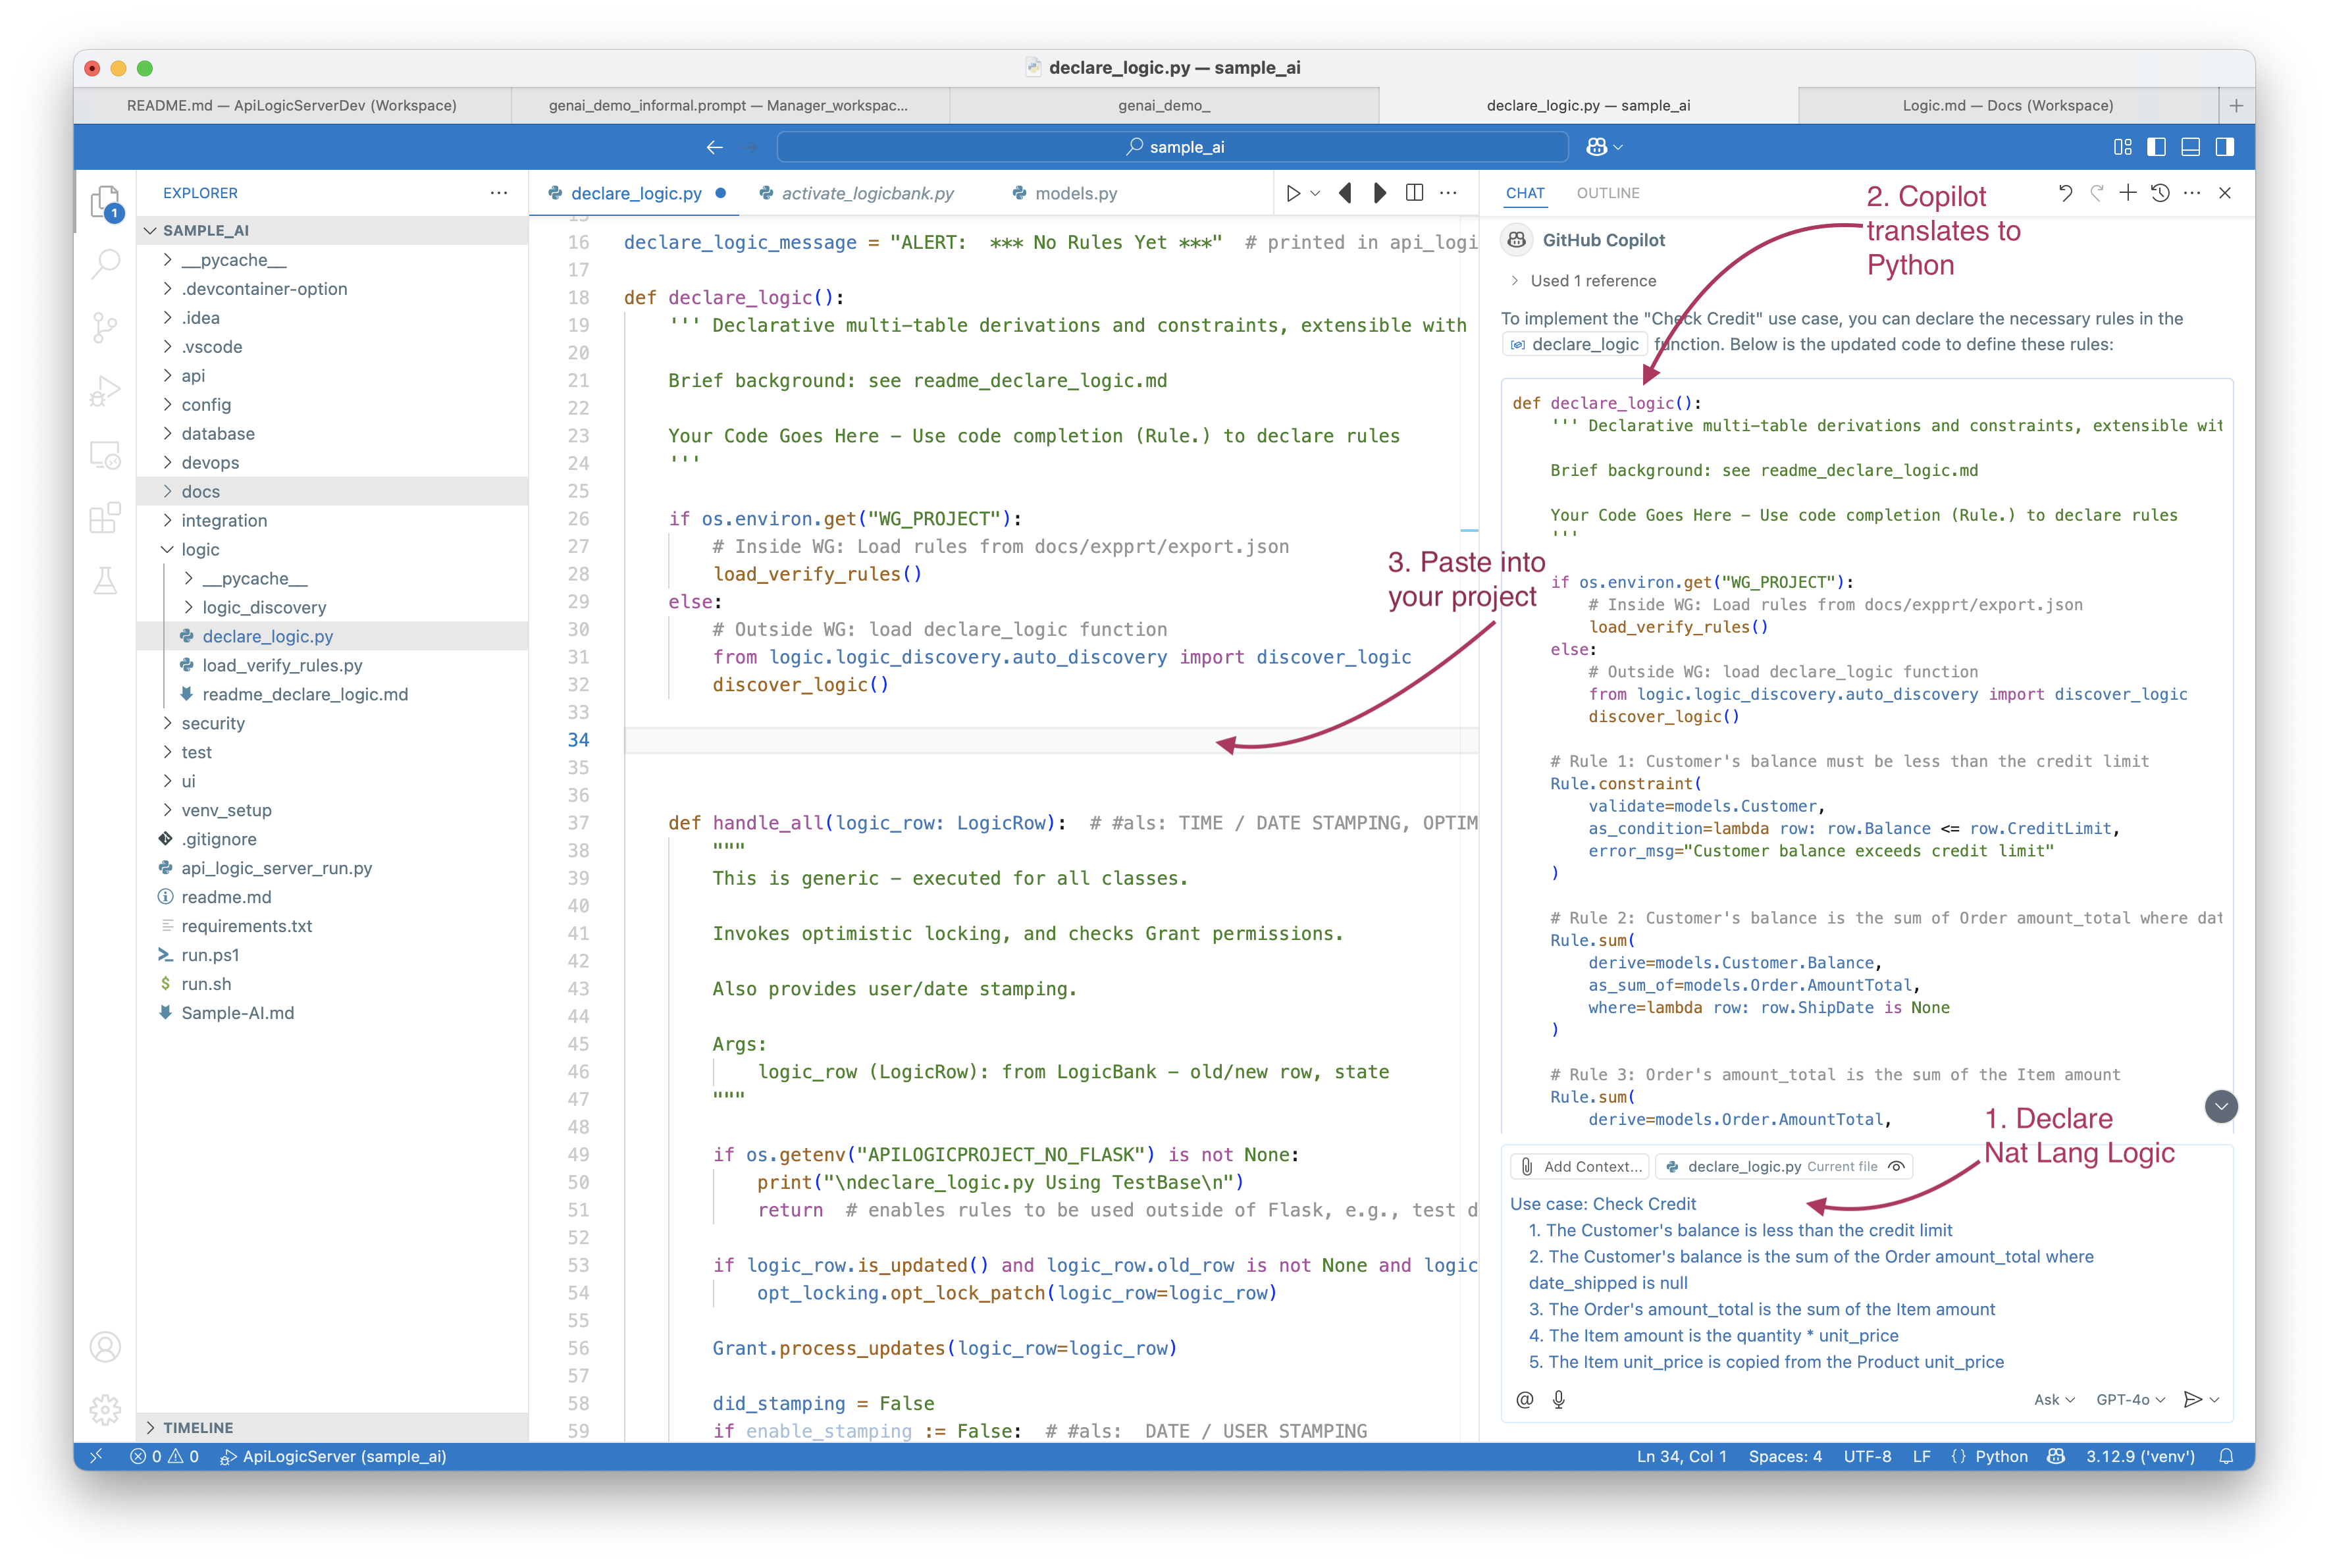 declare_logic.py — sample_ai
README.md — ApiLogicServerDev (Workspace)
genai_demo_informal.prompt — Manager_workspac...
genai_demo_
declare_logic.py — sample_ai
Logic.md — Docs (Workspace)
sample_ai
EXPLORER
1
SAMPLE_AI
__pycache__
.devcontainer-option
.idea
.vscode
api
config
database
devops
docs
integration
logic
__pycache__
logic_discovery
declare_logic.py
load_verify_rules.py
readme_declare_logic.md
security
test
ui
venv_setup
.gitignore
api_logic_server_run.py
readme.md
requirements.txt
run.ps1
run.sh
Sample-AI.md
TIMELINE
declare_logic.py
activate_logicbank.py
models.py
16 declare_logic_message = "ALERT:  *** No Rules Yet ***"  # printed in api_logi
17
18 def declare_logic():
19 ''' Declarative multi-table derivations and constraints, extensible with
20
21 Brief background: see readme_declare_logic.md
22
23 Your Code Goes Here – Use code completion (Rule.) to declare rules
24 '''
25
26 if os.environ.get("WG_PROJECT"):
27 # Inside WG: Load rules from docs/expprt/export.json
28 load_verify_rules()
29 else:
30 # Outside WG: load declare_logic function
31 from logic.logic_discovery.auto_discovery import discover_logic
32 discover_logic()
33
34
35
36
37 def handle_all(logic_row: LogicRow):  # #als: TIME / DATE STAMPING, OPTIM
38 """
39 This is generic – executed for all classes.
40
41 Invokes optimistic locking, and checks Grant permissions.
42
43 Also provides user/date stamping.
44
45 Args:
46 logic_row (LogicRow): from LogicBank – old/new row, state
47 """
48
49 if os.getenv("APILOGICPROJECT_NO_FLASK") is not None:
50 print("\ndeclare_logic.py Using TestBase\n")
51 return  # enables rules to be used outside of Flask, e.g., test d
52
53 if logic_row.is_updated() and logic_row.old_row is not None and logic
54 opt_locking.opt_lock_patch(logic_row=logic_row)
55
56 Grant.process_updates(logic_row=logic_row)
57
58 did_stamping = False
59 if enable_stamping := False:  # #als:  DATE / USER STAMPING
3. Paste into
your project
CHAT
OUTLINE
2. Copilot
translates to
Python
GitHub Copilot
Used 1 reference
To implement the "Check Credit" use case, you can declare the necessary rules in the
declare_logic function. Below is the updated code to define these rules:
def declare_logic():
''' Declarative multi-table derivations and constraints, extensible wit
Brief background: see readme_declare_logic.md
Your Code Goes Here – Use code completion (Rule.) to declare rules
'''
if os.environ.get("WG_PROJECT"):
# Inside WG: Load rules from docs/expprt/export.json
load_verify_rules()
else:
# Outside WG: load declare_logic function
from logic.logic_discovery.auto_discovery import discover_logic
discover_logic()
# Rule 1: Customer's balance must be less than the credit limit
Rule.constraint(
validate=models.Customer,
as_condition=lambda row: row.Balance <= row.CreditLimit,
error_msg="Customer balance exceeds credit limit"
)
# Rule 2: Customer's balance is the sum of Order amount_total where dat
Rule.sum(
derive=models.Customer.Balance,
as_sum_of=models.Order.AmountTotal,
where=lambda row: row.ShipDate is None
)
# Rule 3: Order's amount_total is the sum of the Item amount
Rule.sum(
derive=models.Order.AmountTotal,
1. Declare
Nat Lang Logic
Add Context...
declare_logic.py Current file
Use case: Check Credit
1. The Customer's balance is less than the credit limit
2. The Customer's balance is the sum of the Order amount_total where
date_shipped is null
3. The Order's amount_total is the sum of the Item amount
4. The Item amount is the quantity * unit_price
5. The Item unit_price is copied from the Product unit_price
@
Ask
GPT-4o
0 0 ApiLogicServer (sample_ai)
Ln 34, Col 1 Spaces: 4 UTF-8 LF {} Python 3.12.9 ('venv')